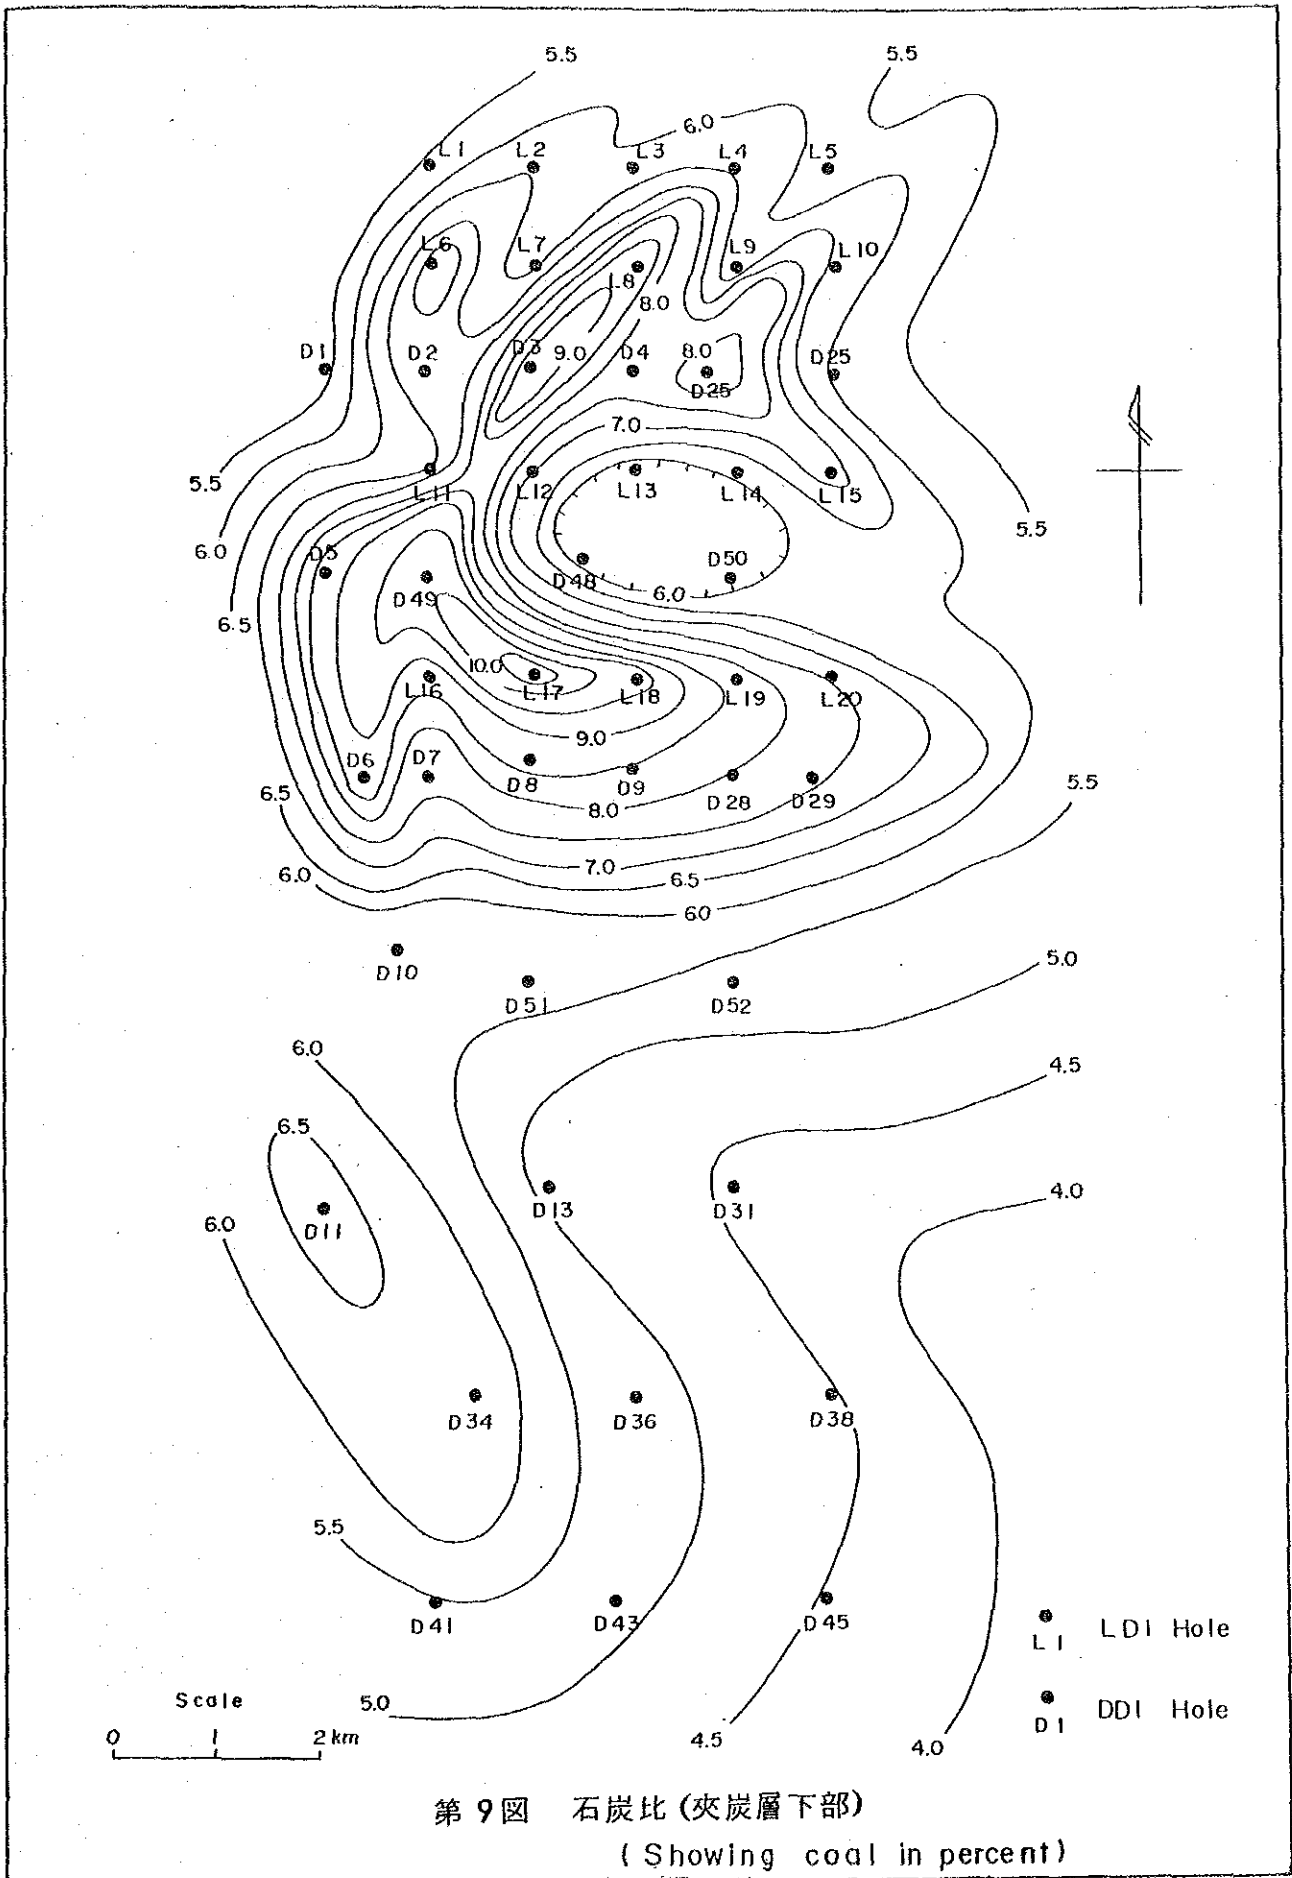 5.5
5.5
6.0
L1
L2
L3
L4
L5
L6
L7
L8
L9
L10
8.0
D1
D2
D3
9.0
D4
8.0
D25
D25
7.0
5.5
L11
L12
L13
L14
L15
5.5
6.0
D5
D48
D50
6.0
D49
6.5
10.0
L16
L17
L18
L19
L20
9.0
D6
D7
D8
D9
D28
D29
6.5
8.0
5.5
7.0
6.5
6.0
60
D10
D51
D52
5.0
6.0
4.5
6.5
D11
D13
D31
4.0
6.0
D34
D36
D38
5.5
D41
D43
D45
L1 LD1 Hole
D1 DD1 Hole
Scale
0 1 2 km
5.0
4.5
4.0
第9図 石炭比(夾炭層下部)
(Showing coal in percent)